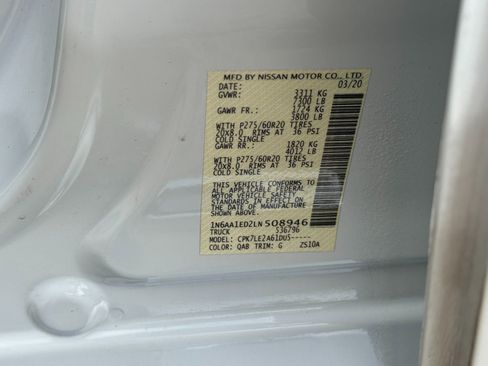 MFD BY NISSAN MOTOR CO., LTD.
DATE: 03/20
GVWR: 3311 KG
7300 LB
GAWR FR.: 1724 KG
3800 LB
WITH P275/60R20 TIRES
20X8.0 RIMS AT 36 PSI
COLD SINGLE
GAWR RR.: 1820 KG
4012 LB
WITH P275/60R20 TIRES
20X8.0 RIMS AT 36 PSI
COLD SINGLE
THIS VEHICLE CONFORMS TO
ALL APPLICABLE FEDERAL
MOTOR VEHICLE SAFETY
STANDARDS IN EFFECT ON
THE DATE OF MANUFACTURE
SHOWN ABOVE.
1N6AA1ED2LN508946
TRUCK 536796
MODEL: CPK7LE2A61DUS-----
COLOR: QAB TRIM: G ZS10A